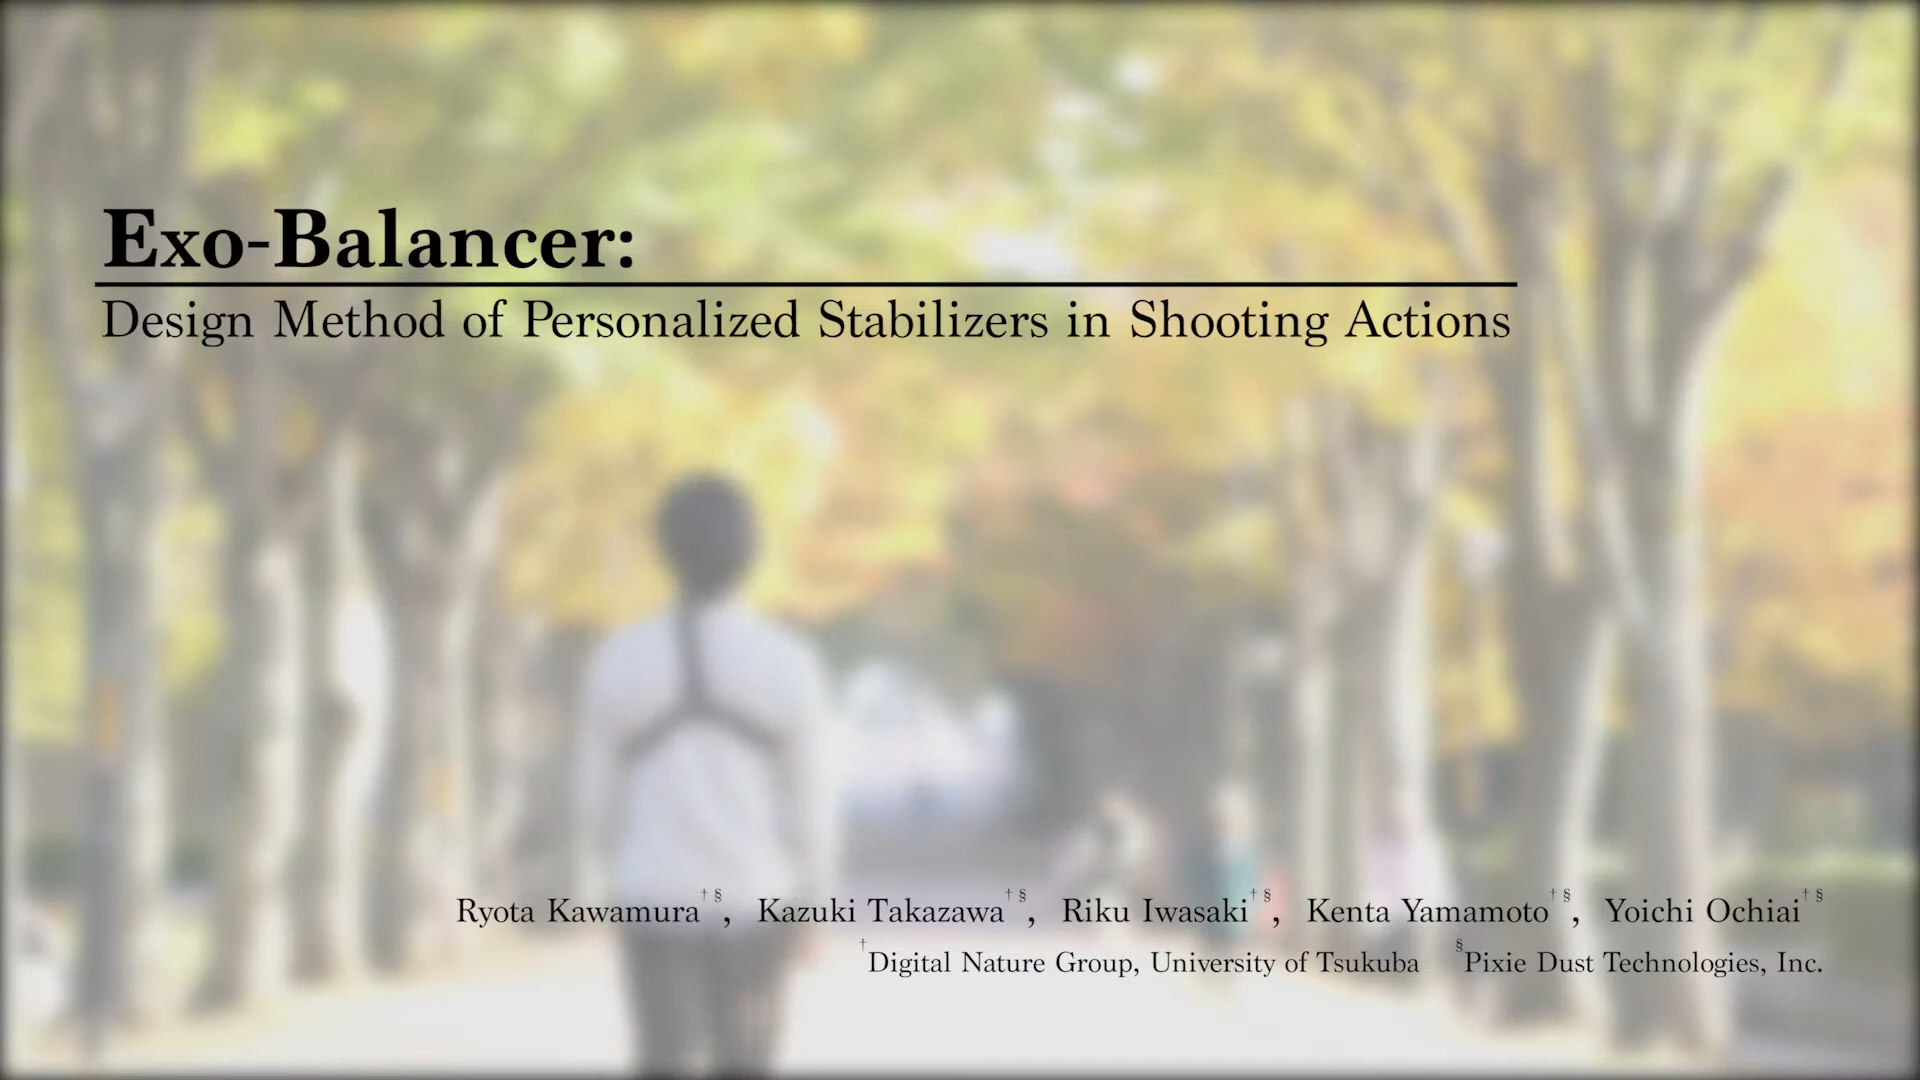 Exo-Balancer:
Design Method of Personalized Stabilizers in Shooting Actions
Ryota Kawamura†§, Kazuki Takazawa†§, Riku Iwasaki†§, Kenta Yamamoto†§, Yoichi Ochiai†§
†Digital Nature Group, University of Tsukuba §Pixie Dust Technologies, Inc.